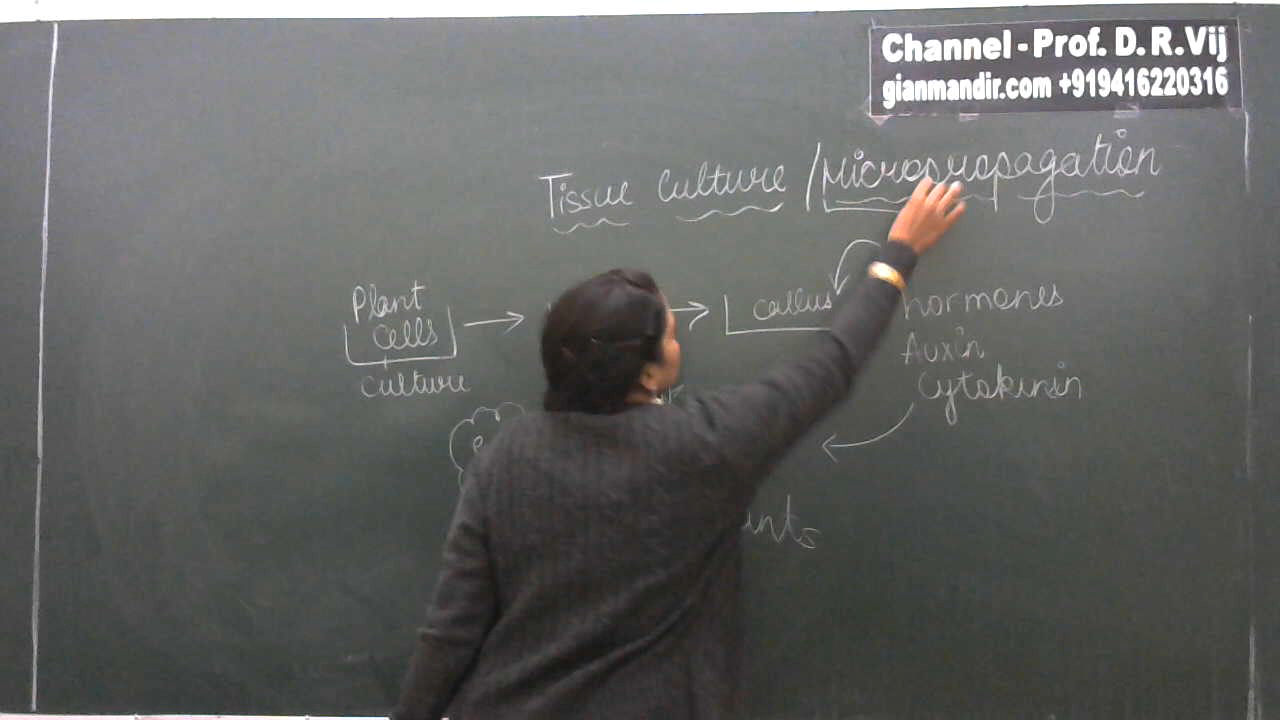 Channel - Prof. D. R. Vij
gianmandir.com +919416220316
Tissue Culture / Micropropagation
Plant
cells
culture
callus
hormones
Auxin
Cytokinin